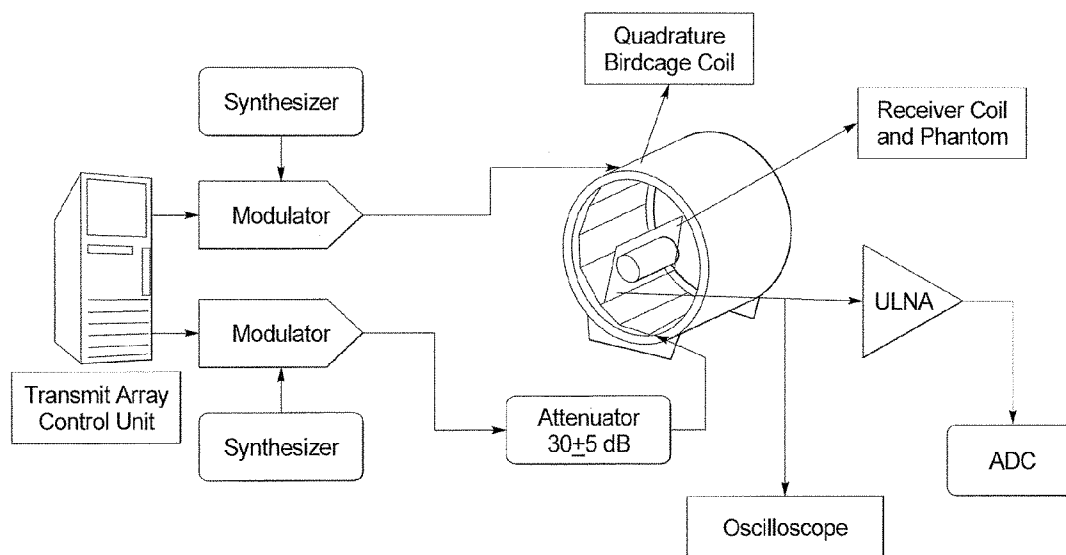 Quadrature
Birdcage Coil
Synthesizer
Receiver Coil
and Phantom
Modulator
ULNA
Modulator
Transmit Array
Control Unit
Attenuator
30±5 dB
Synthesizer
ADC
Oscilloscope